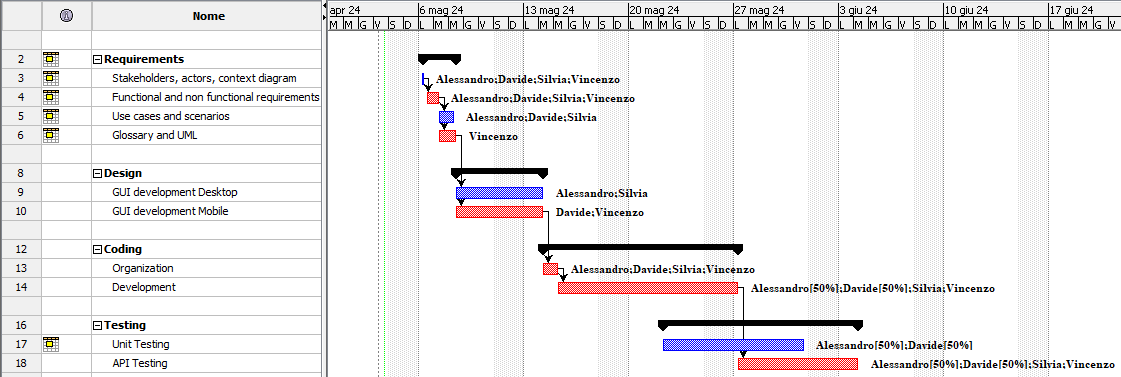 Nome
apr 24 6 mag 24 13 mag 24 20 mag 24 27 mag 24 3 giu 24 10 giu 24 17 giu 24
M M G V S D L M M G V S D L M M G V S D L M M G V S D L M M G V S D L M M G V S D L M M G V S D L M M G V
2 Requirements
3 Stakeholders, actors, context diagram Alessandro;Davide;Silvia;Vincenzo
4 Functional and non functional requirements Alessandro;Davide;Silvia;Vincenzo
5 Use cases and scenarios Alessandro;Davide;Silvia
6 Glossary and UML Vincenzo
8 Design
9 GUI development Desktop Alessandro;Silvia
10 GUI development Mobile Davide;Vincenzo
12 Coding
13 Organization Alessandro;Davide;Silvia;Vincenzo
14 Development Alessandro[50%];Davide[50%];Silvia;Vincenzo
16 Testing
17 Unit Testing Alessandro[50%];Davide[50%]
18 API Testing Alessandro[50%];Davide[50%];Silvia;Vincenzo